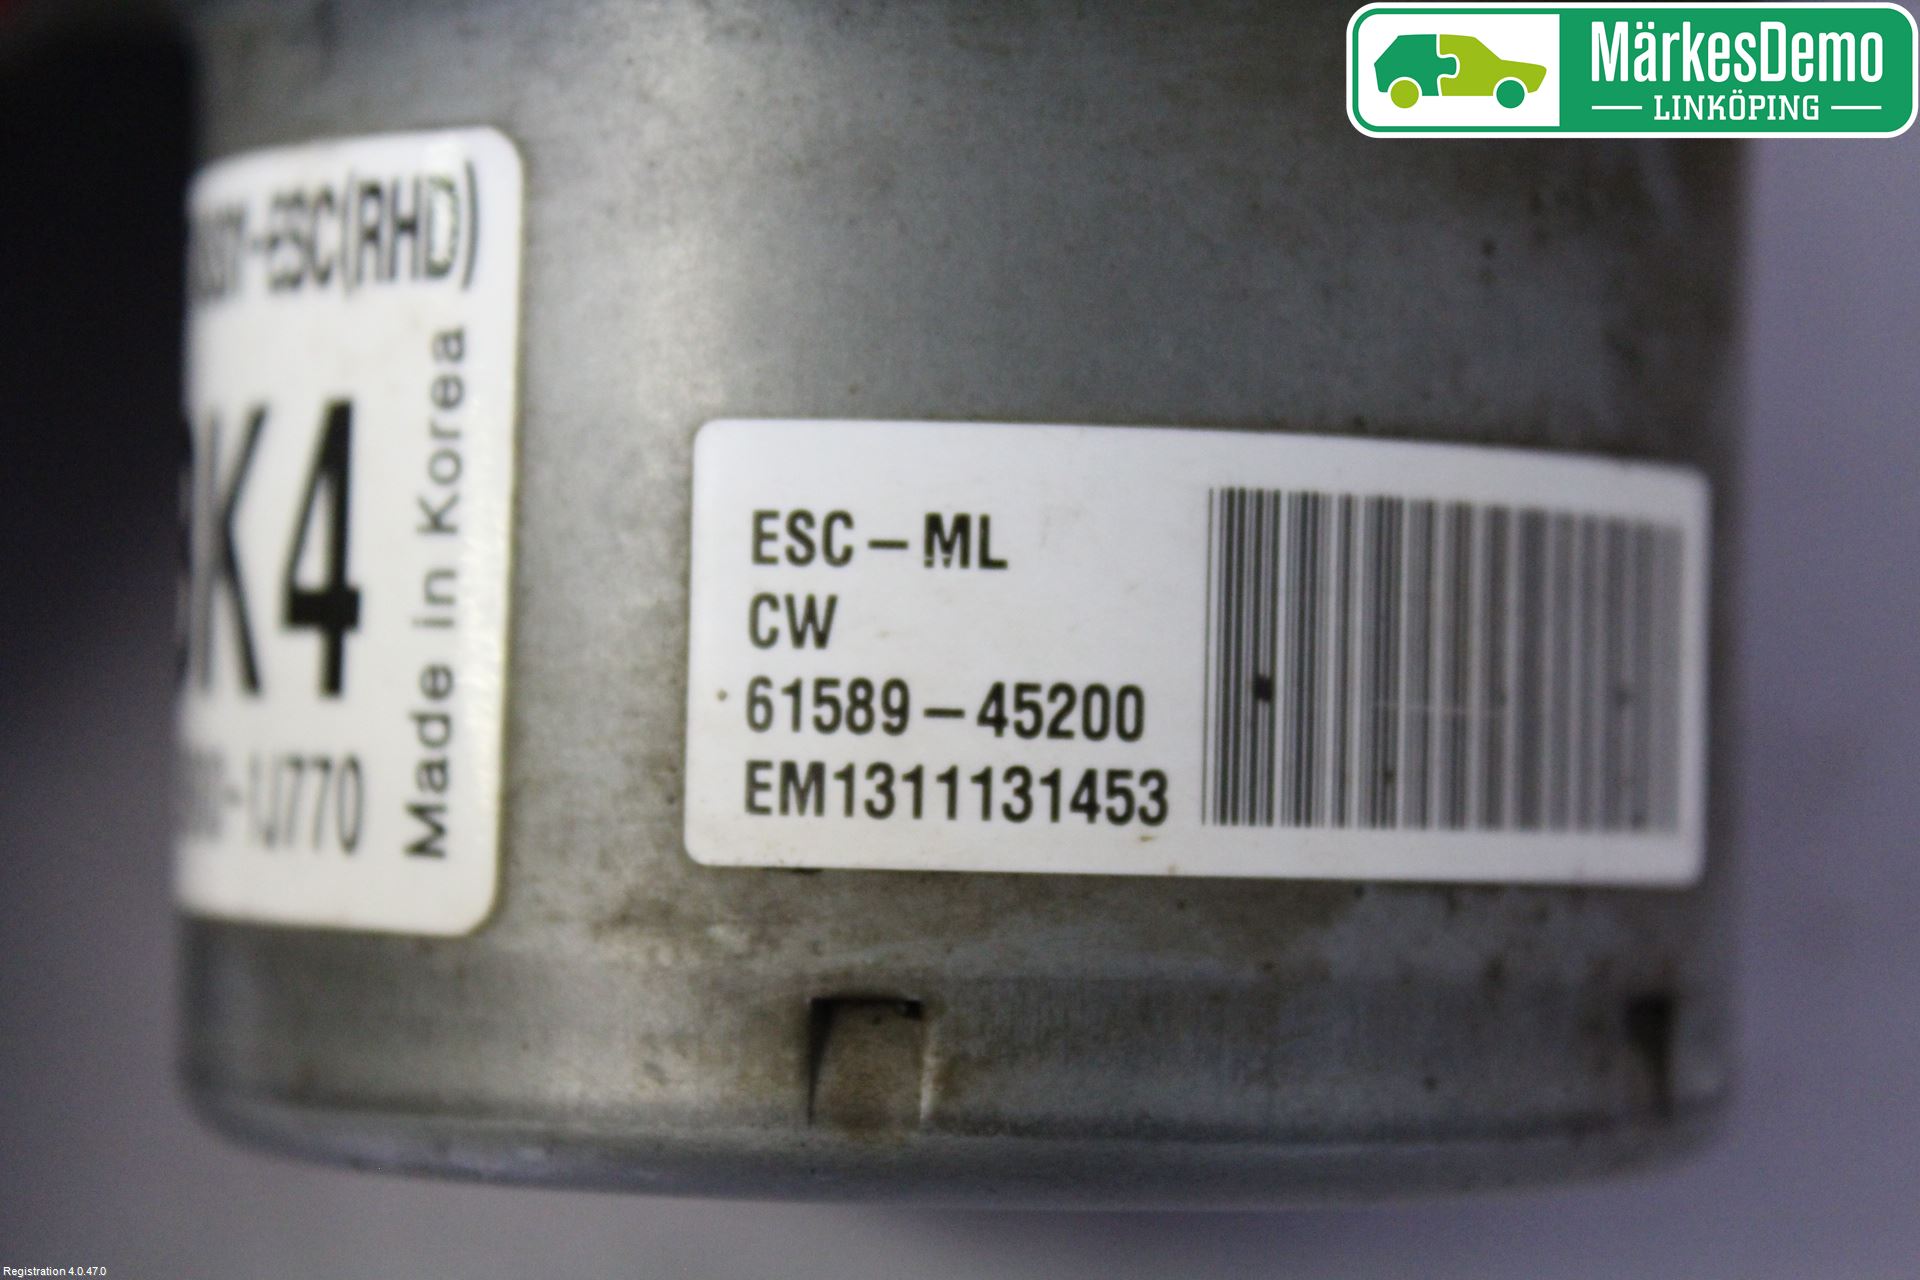 MärkesDemo
LINKÖPING
-ESC(RHD)
K4
-1J770
Made in Korea
ESC-ML
CW
61589-45200
EM1311131453
Registration 4.0.47.0